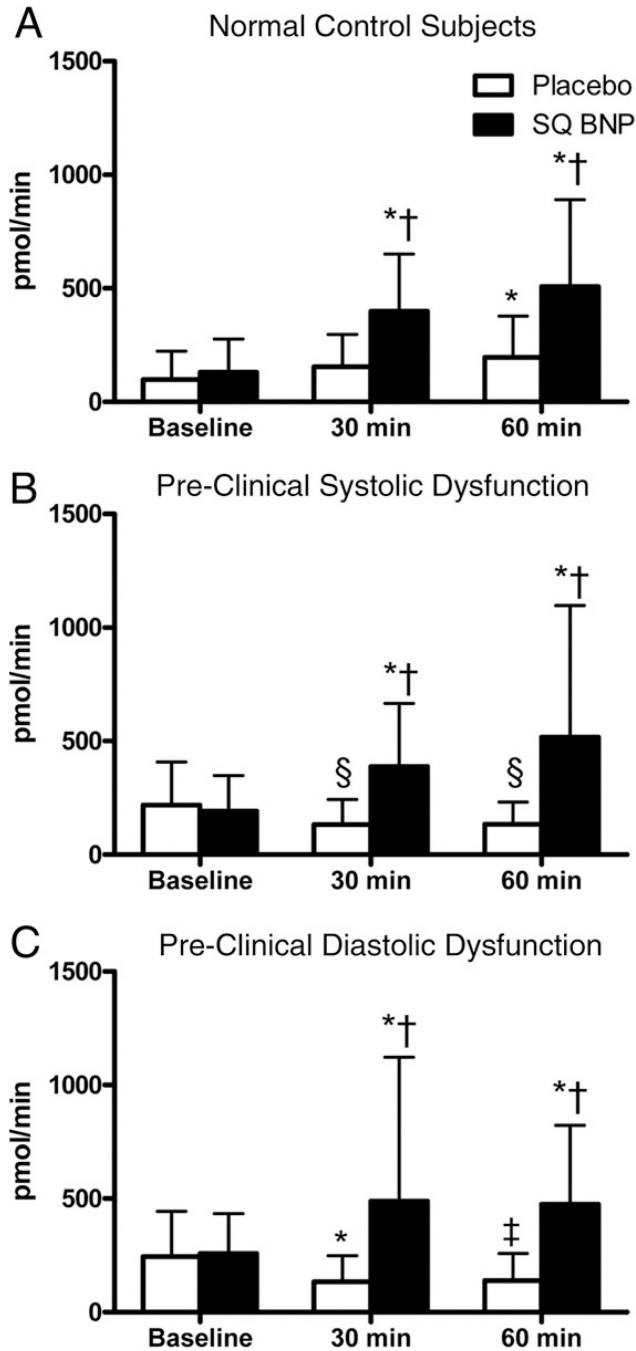 A
Normal Control Subjects
1500
1000
500
0
pmol/min
Placebo
SQ BNP
*†
*
*†
Baseline 30 min 60 min
B
Pre-Clinical Systolic Dysfunction
1500
1000
500
0
pmol/min
§
*†
§
*†
Baseline 30 min 60 min
C
Pre-Clinical Diastolic Dysfunction
1500
1000
500
0
pmol/min
*
*†
‡
*†
Baseline 30 min 60 min